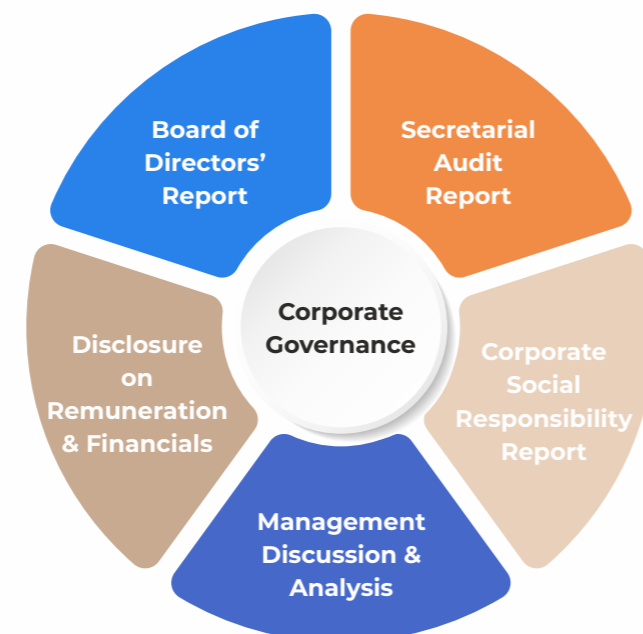 Board of
Directors’
Report
Secretarial
Audit
Report
Corporate
Governance
Disclosure
on
Remuneration
& Financials
Corporate
Social
Responsibility
Report
Management
Discussion &
Analysis